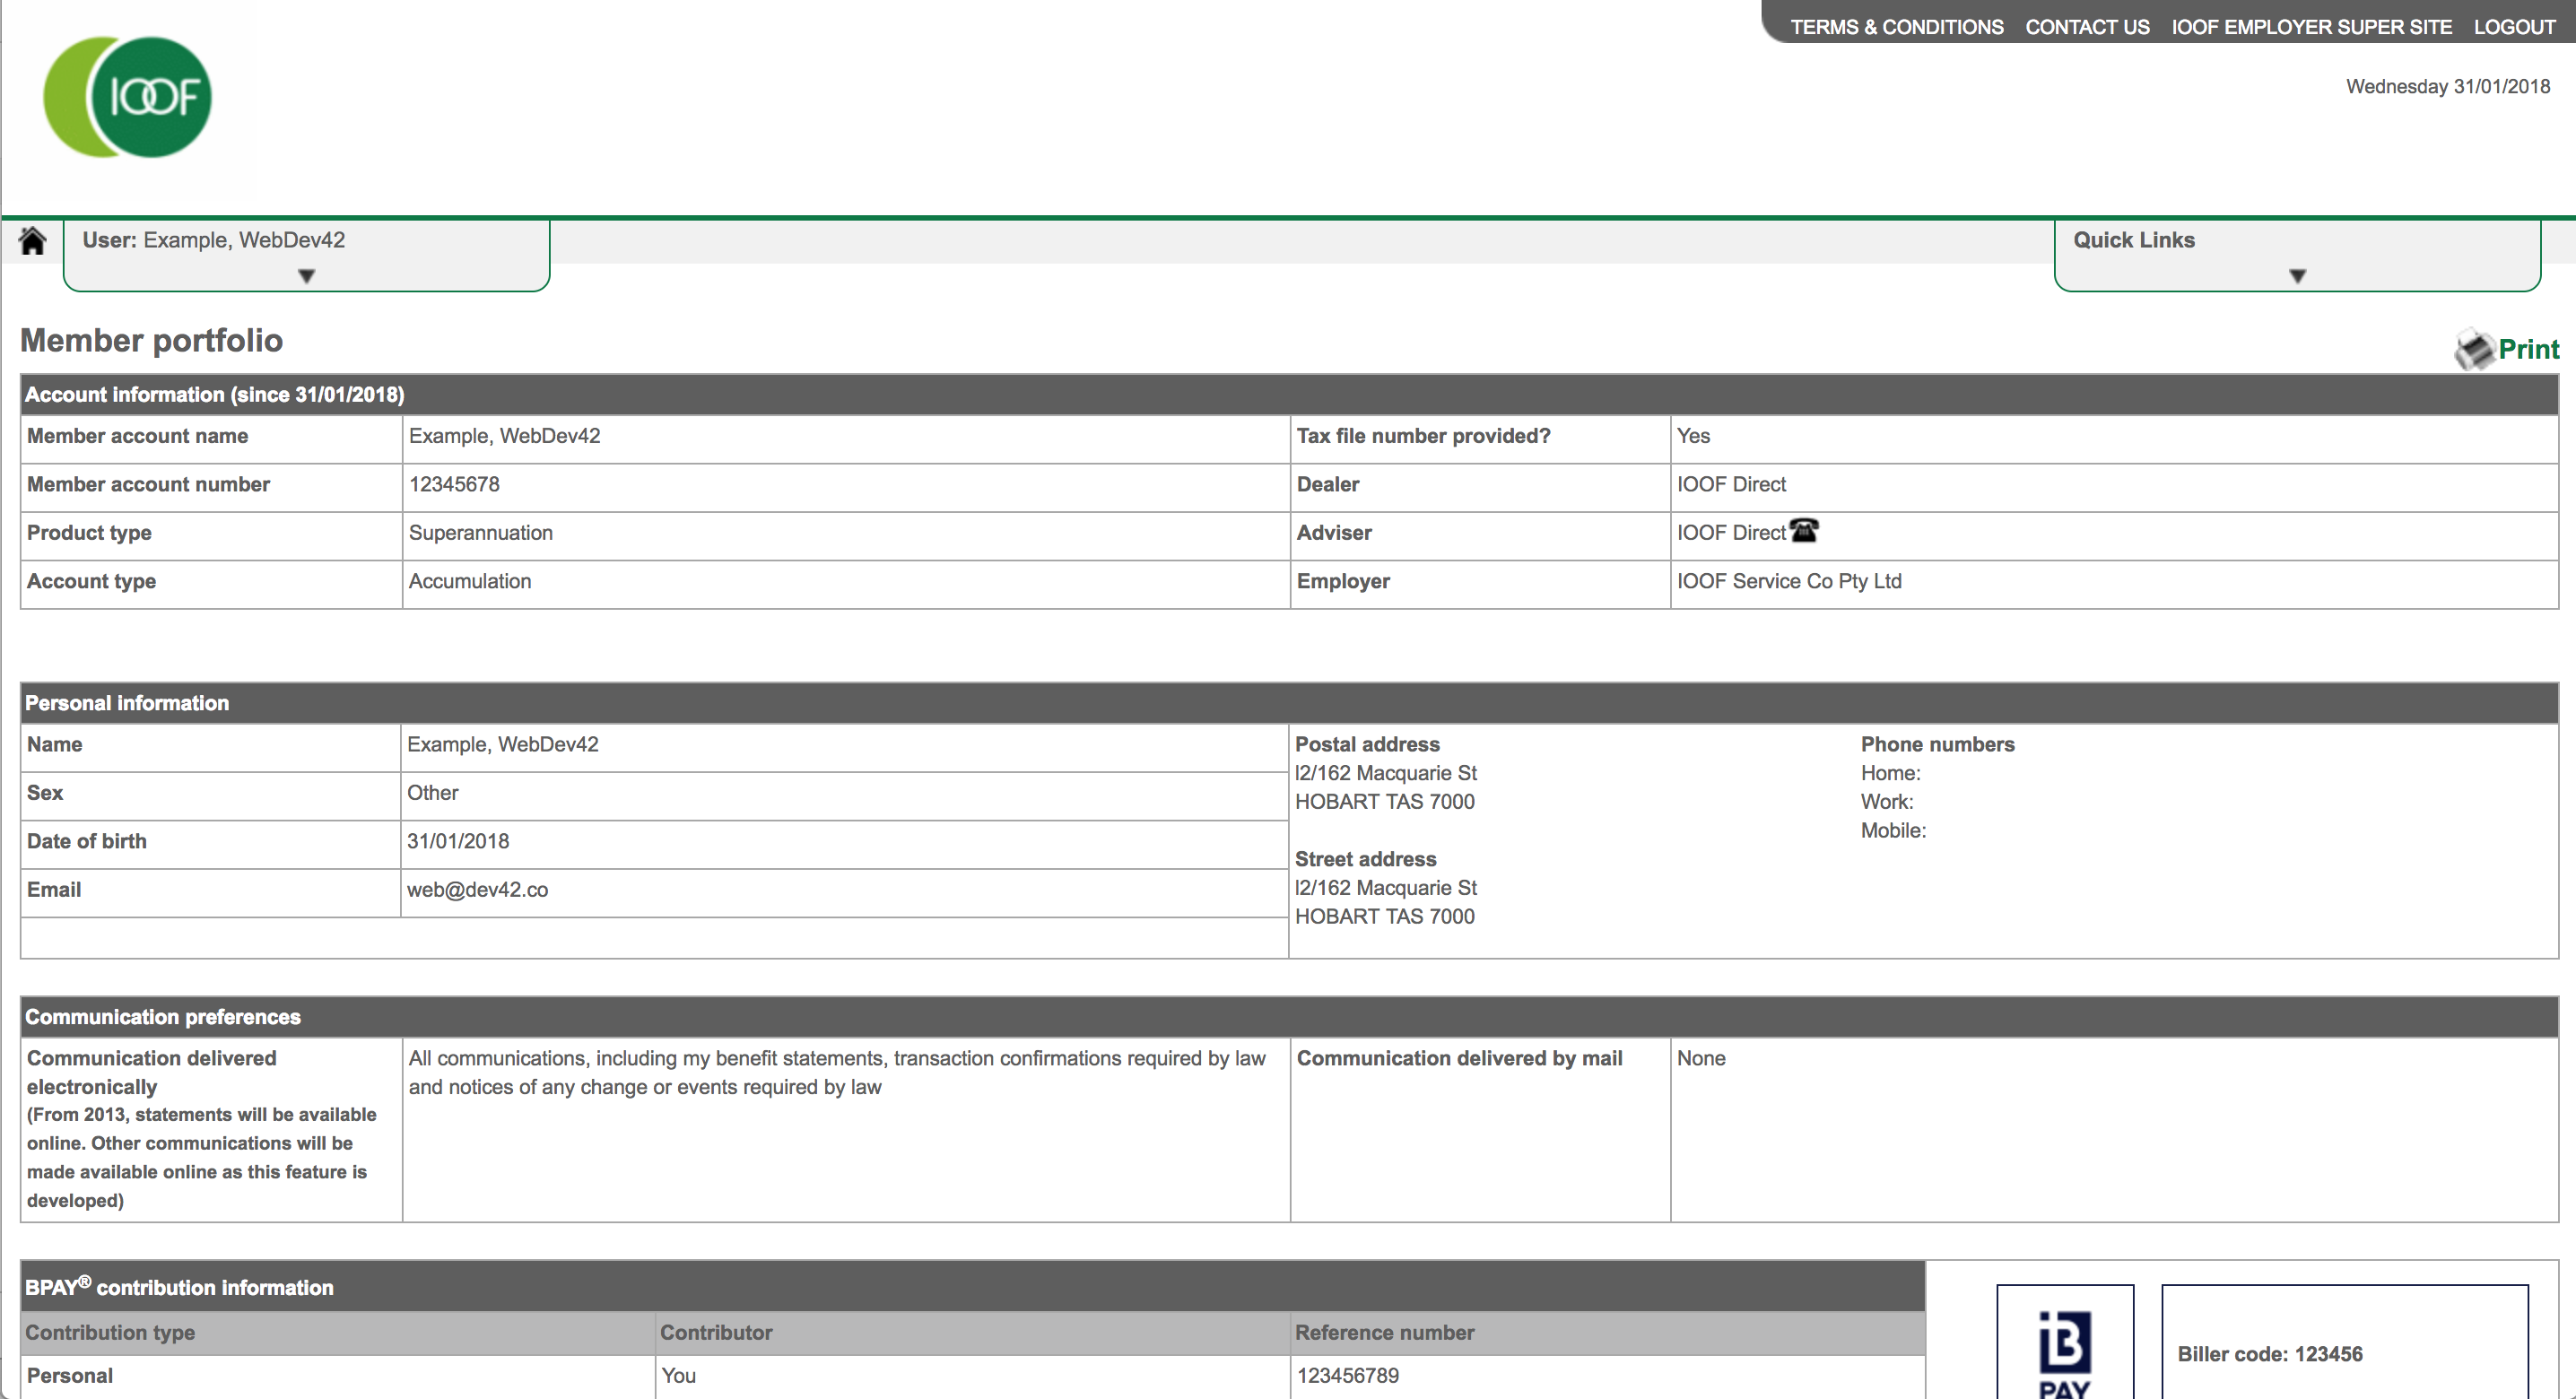 TERMS & CONDITIONS CONTACT US IOOF EMPLOYER SUPER SITE LOGOUT
IOOF
Wednesday 31/01/2018
User: Example, WebDev42
Quick Links
Member portfolio
Print
Account information (since 31/01/2018)
Member account name Example, WebDev42 Tax file number provided? Yes
Member account number 12345678 Dealer IOOF Direct
Product type Superannuation Adviser IOOF Direct
Account type Accumulation Employer IOOF Service Co Pty Ltd
Personal information
Name Example, WebDev42
Sex Other
Date of birth 31/01/2018
Email web@dev42.co
Postal address
l2/162 Macquarie St
HOBART TAS 7000
Street address
l2/162 Macquarie St
HOBART TAS 7000
Phone numbers
Home:
Work:
Mobile:
Communication preferences
Communication delivered
electronically
(From 2013, statements will be available
online. Other communications will be
made available online as this feature is
developed)
All communications, including my benefit statements, transaction confirmations required by law
and notices of any change or events required by law
Communication delivered by mail None
BPAY® contribution information
Contribution type Contributor Reference number
Personal You 123456789
B
PAY
Biller code: 123456